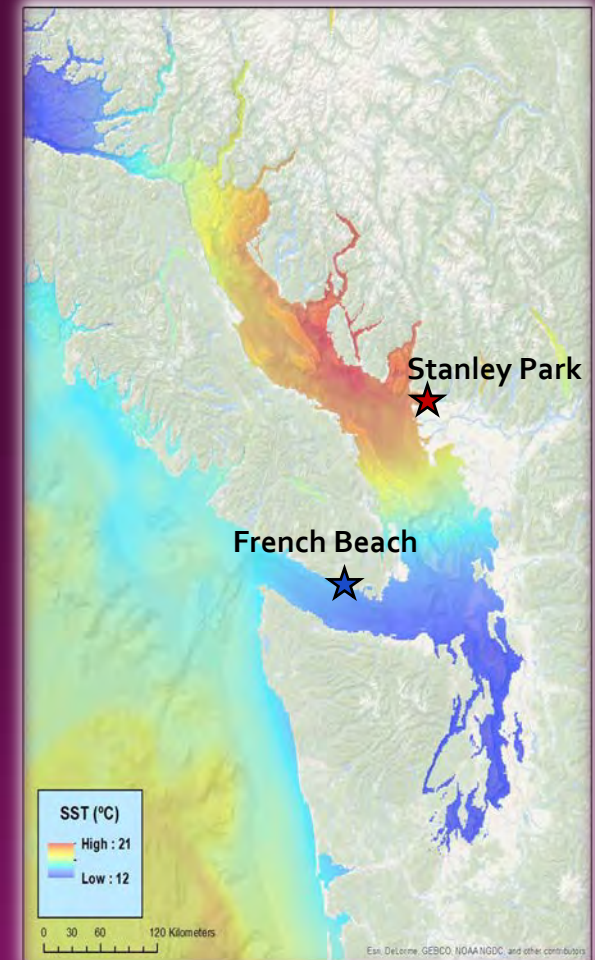 Stanley Park
French Beach
SST (ºC)
High : 21
Low : 12
0 30 60 120 Kilometers
Esri, DeLorme, GEBCO, NOAA NGDC, and other contributors